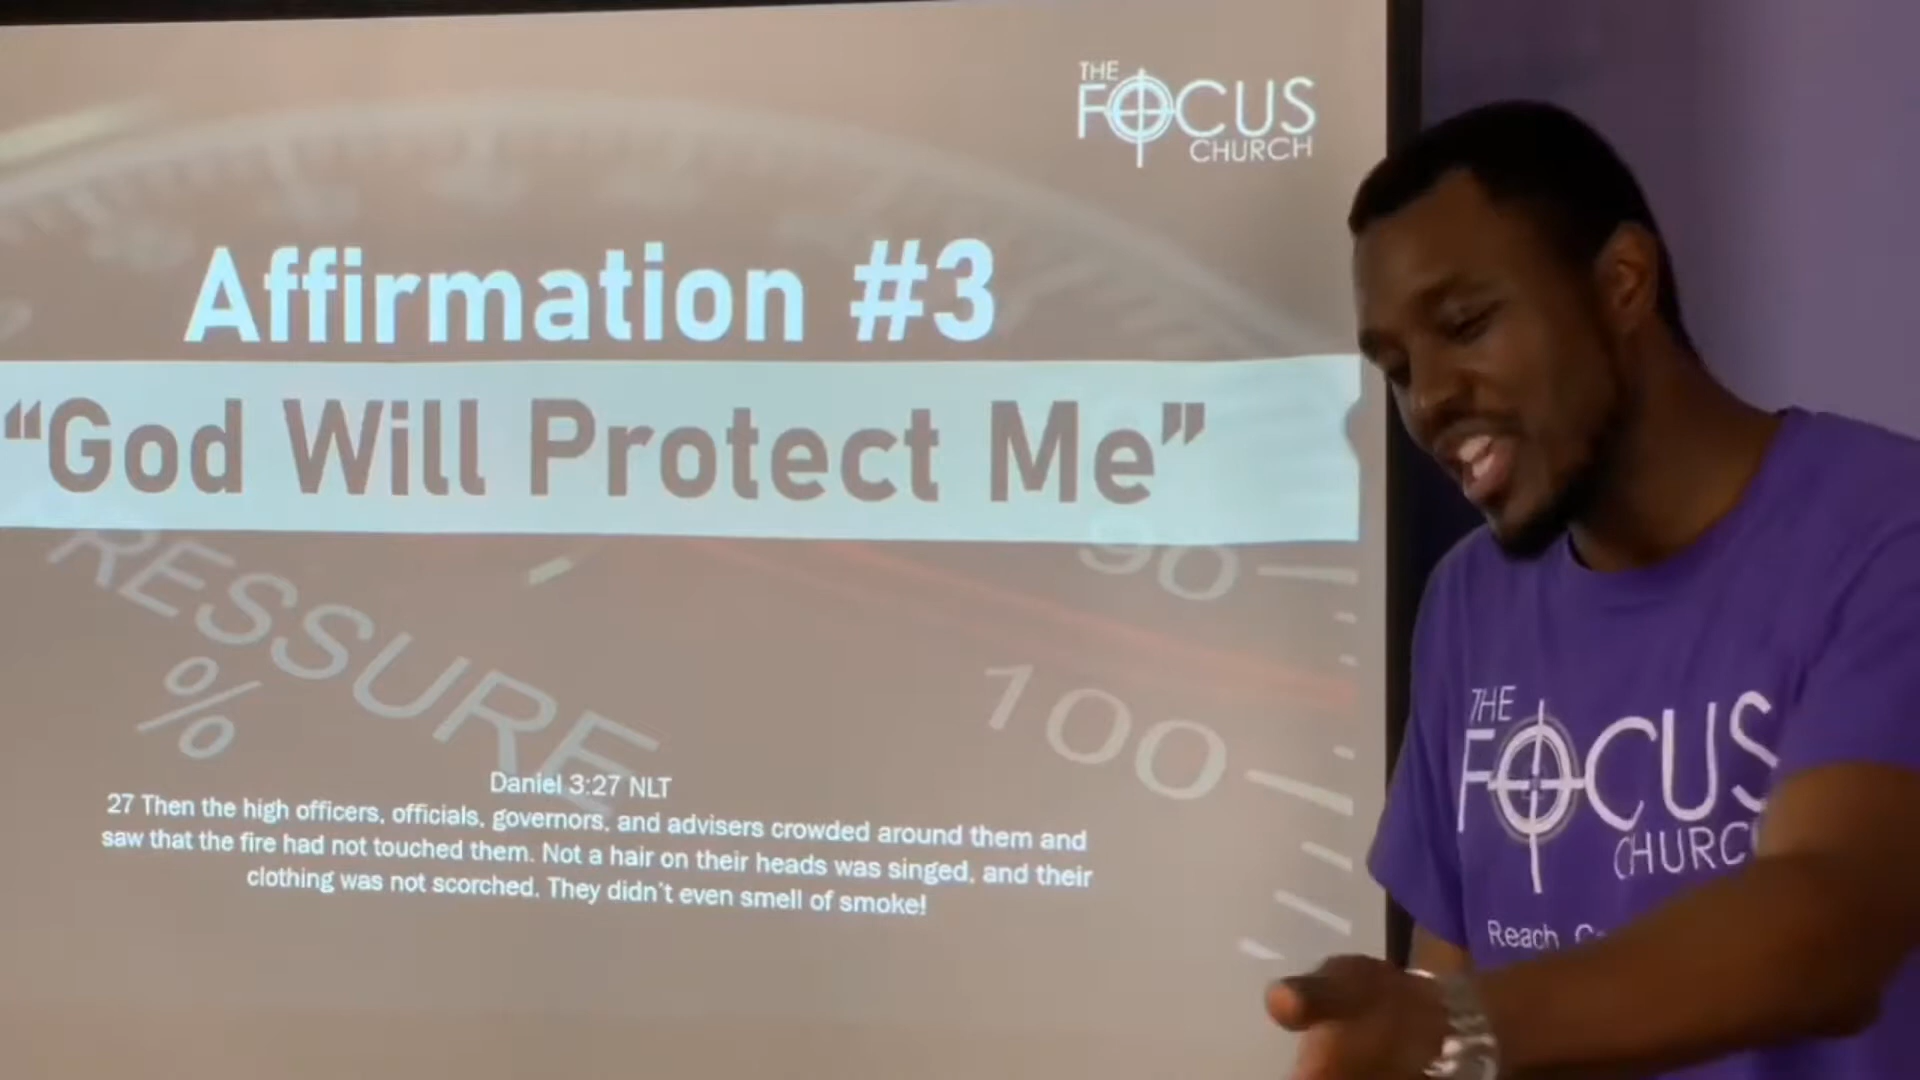 THE
FOCUS
CHURCH
Affirmation #3
“God Will Protect Me”
90
RESSURE
%
100
Daniel 3:27 NLT
27 Then the high officers, officials, governors, and advisers crowded around them and
saw that the fire had not touched them. Not a hair on their heads was singed, and their
clothing was not scorched. They didn't even smell of smoke!
THE
FOCUS
CHURC
Reach